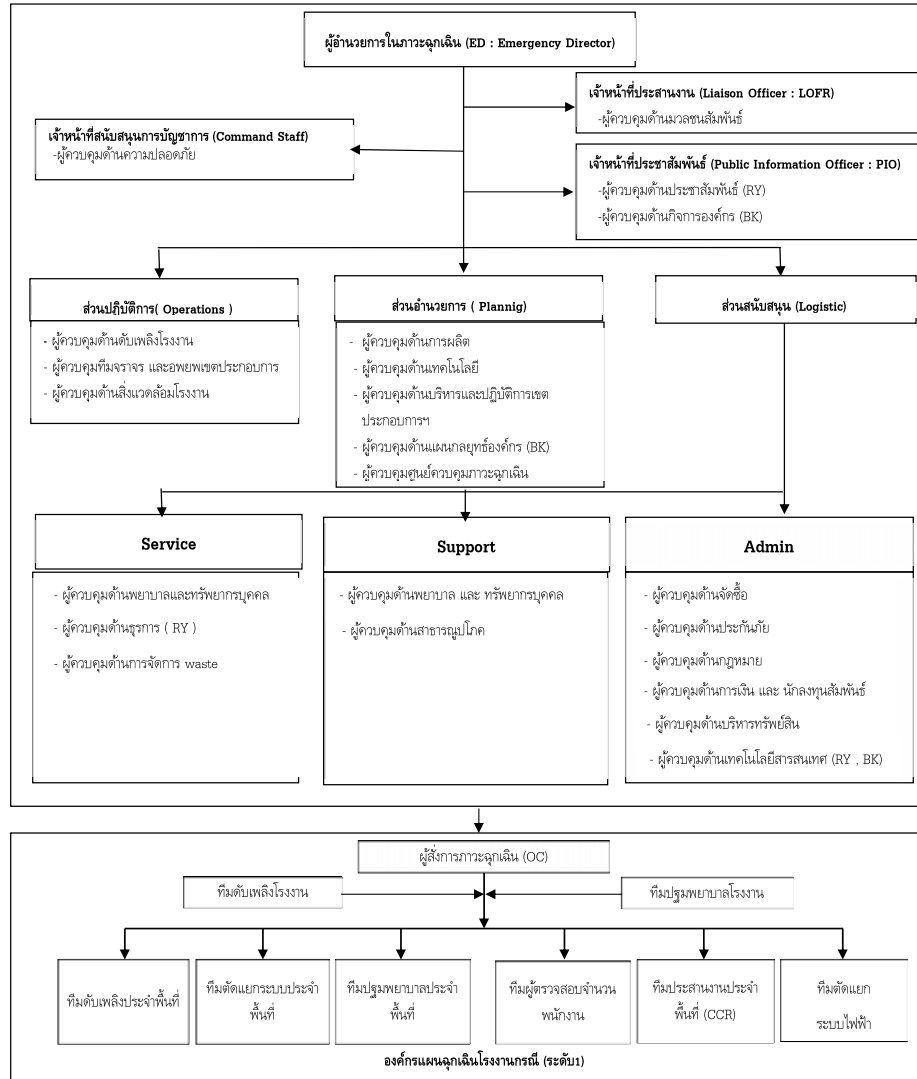 ผู้อำนวยการในภาวะฉุกเฉิน (ED : Emergency Director)
เจ้าหน้าที่ประสานงาน (Liaison Officer : LOFR)
-ผู้ควบคุมด้านมวลชนสัมพันธ์
เจ้าหน้าที่สนับสนุนการบัญชาการ (Command Staff)
-ผู้ควบคุมด้านความปลอดภัย
เจ้าหน้าที่ประชาสัมพันธ์ (Public Information Officer : PIO)
-ผู้ควบคุมด้านประชาสัมพันธ์ (RY)
-ผู้ควบคุมด้านกิจการองค์กร (BK)
ส่วนปฏิบัติการ( Operations )
- ผู้ควบคุมด้านดับเพลิงโรงงาน
- ผู้ควบคุมทีมจราจร และอพยพเขตประกอบการ
- ผู้ควบคุมด้านสิ่งแวดล้อมโรงงาน
ส่วนอำนวยการ ( Plannig)
- ผู้ควบคุมด้านการผลิต
- ผู้ควบคุมด้านเทคโนโลยี
- ผู้ควบคุมด้านบริหารและปฏิบัติการเขต
ประกอบการฯ
- ผู้ควบคุมด้านแผนกลยุทธ์องค์กร (BK)
- ผู้ควบคุมศูนย์ควบคุมภาวะฉุกเฉิน
ส่วนสนับสนุน (Logistic)
Service
- ผู้ควบคุมด้านพยาบาลและทรัพยากรบุคคล
- ผู้ควบคุมด้านธุรการ ( RY )
- ผู้ควบคุมด้านการจัดการ waste
Support
- ผู้ควบคุมด้านพยาบาล และ ทรัพยากรบุคคล
- ผู้ควบคุมด้านสาธารณูปโภค
Admin
- ผู้ควบคุมด้านจัดซื้อ
- ผู้ควบคุมด้านประกันภัย
- ผู้ควบคุมด้านกฎหมาย
- ผู้ควบคุมด้านการเงิน และ นักลงทุนสัมพันธ์
- ผู้ควบคุมด้านบริหารทรัพย์สิน
- ผู้ควบคุมด้านเทคโนโลยีสารสนเทศ (RY , BK)
ผู้สั่งการภาวะฉุกเฉิน (OC)
ทีมดับเพลิงโรงงาน
ทีมปฐมพยาบาลโรงงาน
ทีมดับเพลิงประจำพื้นที่
ทีมตัดแยกระบบประจำ
พื้นที่
ทีมปฐมพยาบาลประจำ
พื้นที่
ทีมผู้ตรวจสอบจำนวน
พนักงาน
ทีมประสานงานประจำ
พื้นที่ (CCR)
ทีมตัดแยก
ระบบไฟฟ้า
องค์กรแผนฉุกเฉินโรงงานกรณี (ระดับ1)